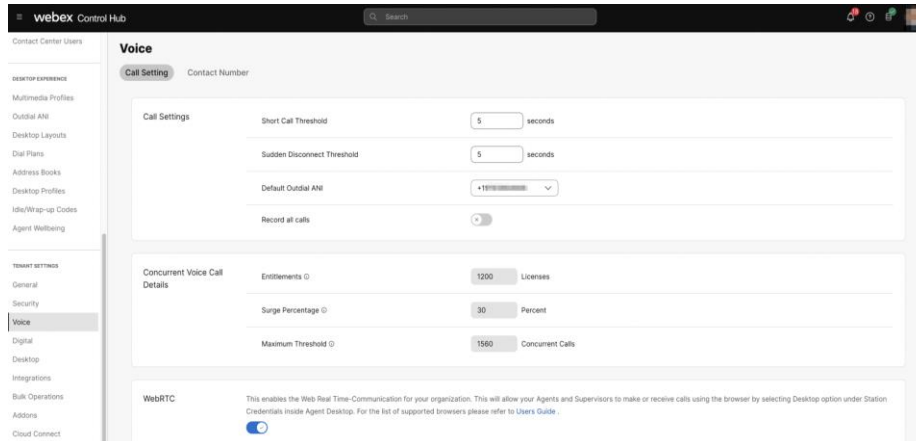 webex Control Hub
Search
Contact Center Users
DESKTOP EXPERIENCE
Multimedia Profiles
Outdial ANI
Desktop Layouts
Dial Plans
Address Books
Desktop Profiles
Idle/Wrap-up Codes
Agent Wellbeing
TENANT SETTINGS
General
Security
Voice
Digital
Desktop
Integrations
Bulk Operations
Addons
Cloud Connect
Voice
Call Setting Contact Number
Call Settings
Short Call Threshold 5 seconds
Sudden Disconnect Threshold 5 seconds
Default Outdial ANI
Record all calls
Concurrent Voice Call
Details
Entitlements 1200 Licenses
Surge Percentage 30 Percent
Maximum Threshold 1560 Concurrent Calls
WebRTC
This enables the Web Real Time-Communication for your organization. This will allow your Agents and Supervisors to make or receive calls using the browser by selecting Desktop option under Station
Credentials inside Agent Desktop. For the list of supported browsers please refer to Users Guide .